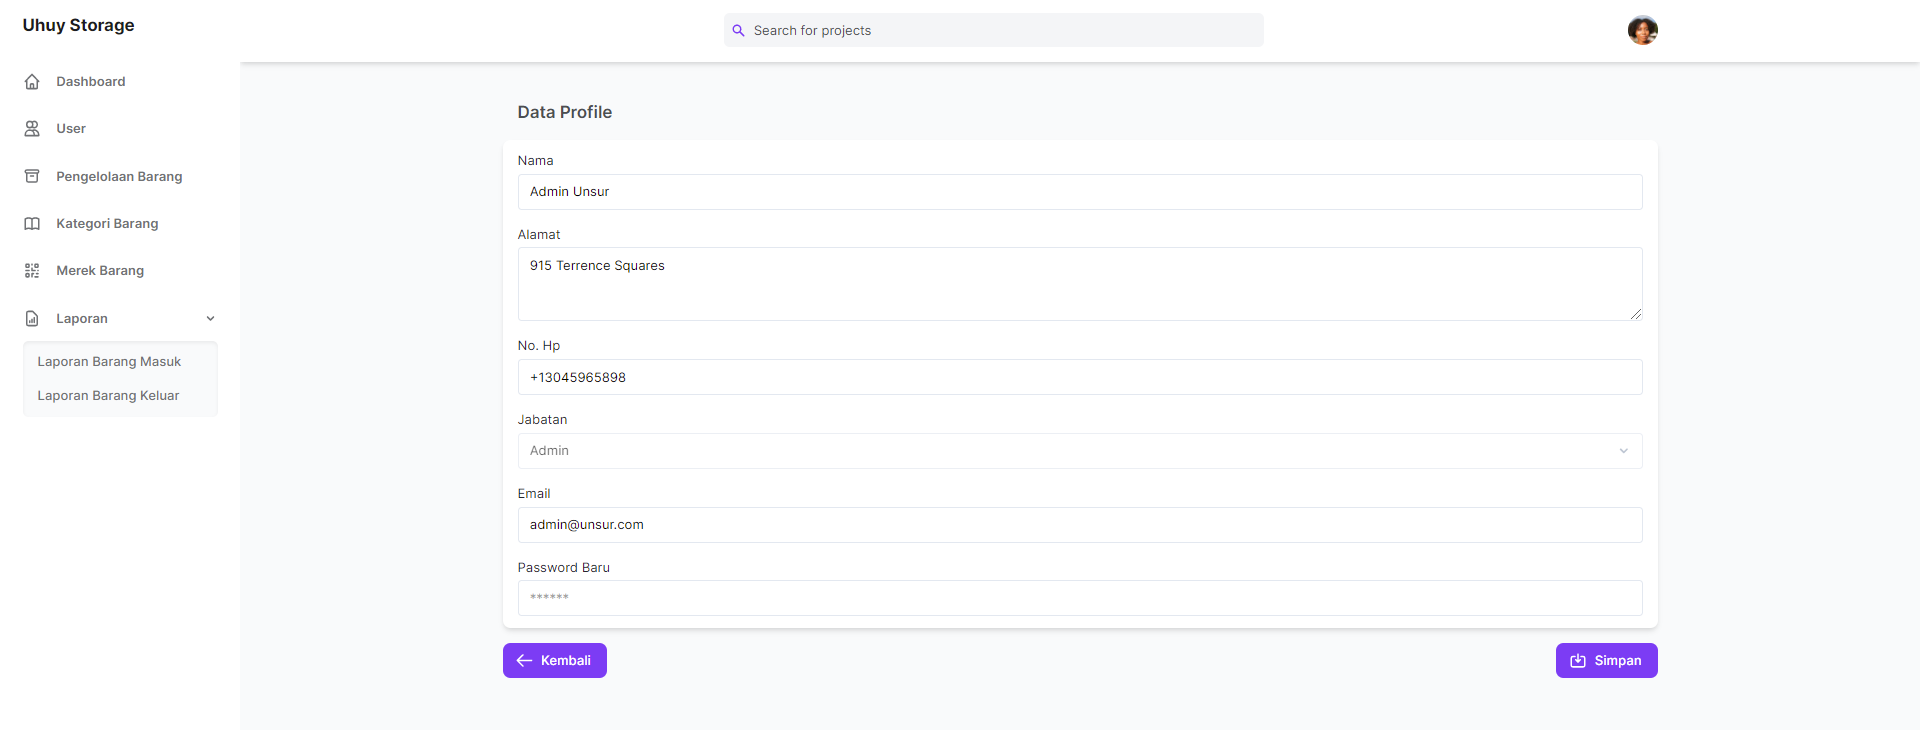 Uhuy Storage
Search for projects
Dashboard
User
Pengelolaan Barang
Kategori Barang
Merek Barang
Laporan
Laporan Barang Masuk
Laporan Barang Keluar
Data Profile
Nama
Admin Unsur
Alamat
915 Terrence Squares
No. Hp
+13045965898
Jabatan
Admin
Email
admin@unsur.com
Password Baru
******
Kembali
Simpan